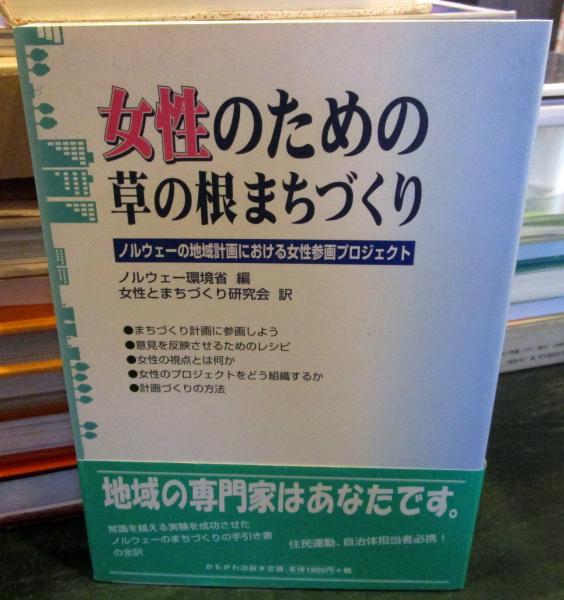 女性のための
草の根まちづくり
ノルウェーの地域計画における女性参画プロジェクト
ノルウェー環境省 編
女性とまちづくり研究会 訳
●まちづくり計画に参画しよう
●意見を反映させるためのレシピ
●女性の視点とは何か
●女性のプロジェクトをどう組織するか
●計画づくりの方法
地域の専門家はあなたです。
常識を越える実験を成功させた
ノルウェーのまちづくりの手引き書
の全訳
住民運動、自治体担当者必携！
かもがわ出版★定価：本体1800円+税